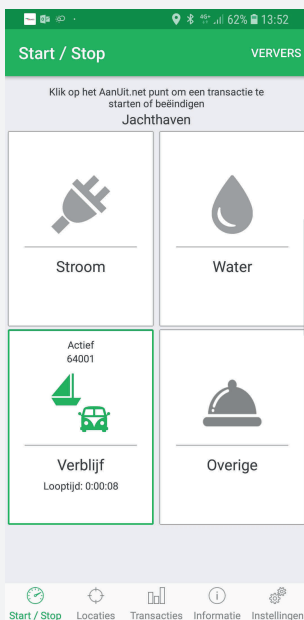 62% 13:52
Start / Stop
VERVERS
Klik op het AanUit.net punt om een transactie te
starten of beëindigen
Jachthaven
Stroom
Water
Actief
64001
Verblijf
Looptijd: 0:00:08
Overige
Start / Stop Locaties Transacties Informatie Instellingen